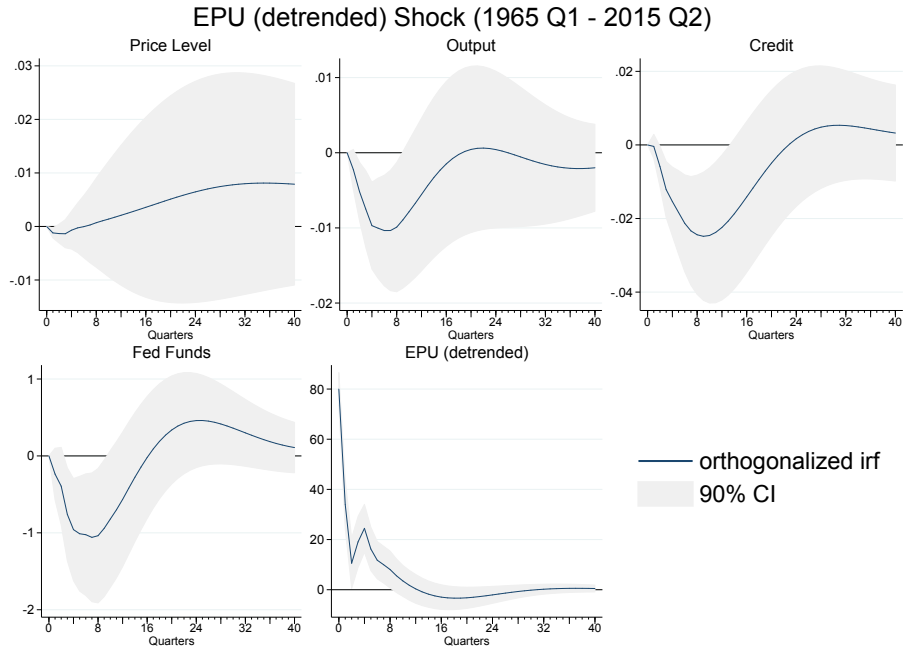 EPU (detrended) Shock (1965 Q1 - 2015 Q2)
Price Level
.03
.02
.01
0
-.01
0 8 16 24 32 40
Quarters
Output
.01
0
-.01
-.02
0 8 16 24 32 40
Quarters
Credit
.02
0
-.02
-.04
0 8 16 24 32 40
Quarters
Fed Funds
1
0
-1
-2
0 8 16 24 32 40
Quarters
EPU (detrended)
80
60
40
20
0
0 8 16 24 32 40
Quarters
orthogonalized irf
90% CI